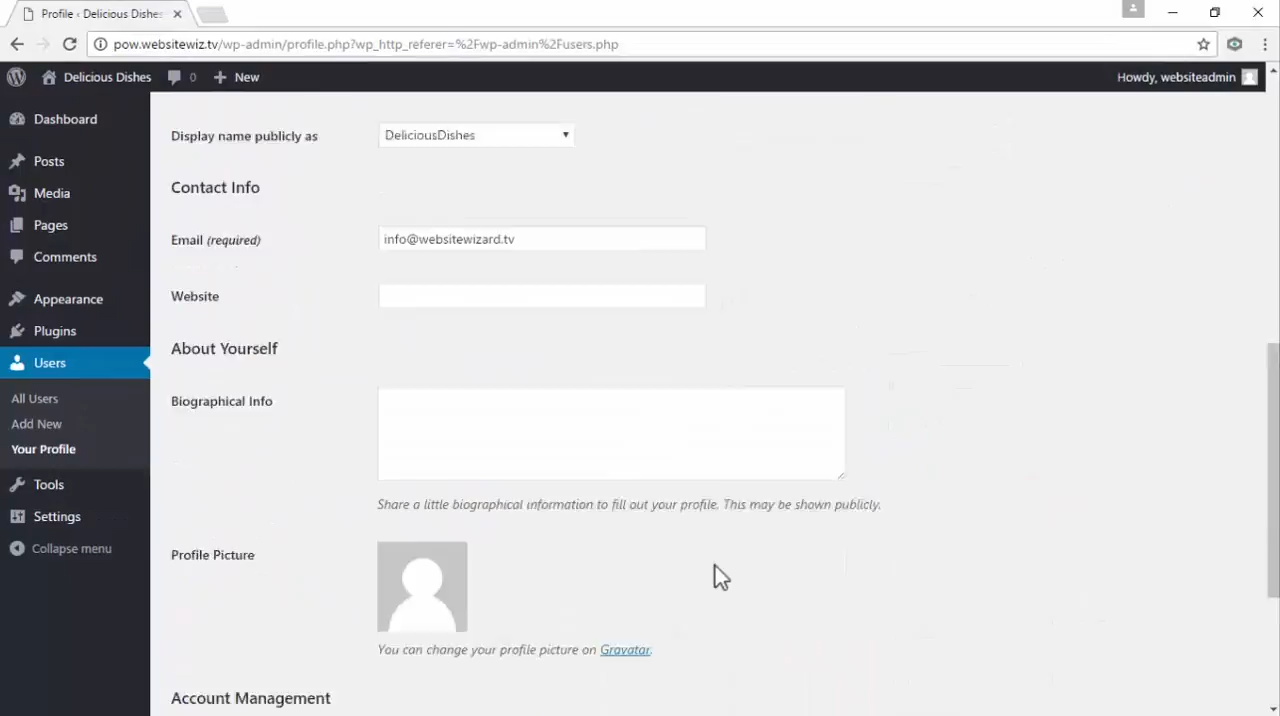 Profile ‹ Delicious Dishes
pow.websitewiz.tv/wp-admin/profile.php?wp_http_referer=%2Fwp-admin%2Fusers.php
Delicious Dishes 0 New Howdy, websiteadmin
Dashboard
Posts
Media
Pages
Comments
Appearance
Plugins
Users
All Users
Add New
Your Profile
Tools
Settings
Collapse menu
Display name publicly as DeliciousDishes
Contact Info
Email (required) info@websitewizard.tv
Website
About Yourself
Biographical Info
Share a little biographical information to fill out your profile. This may be shown publicly.
Profile Picture
You can change your profile picture on Gravatar.
Account Management